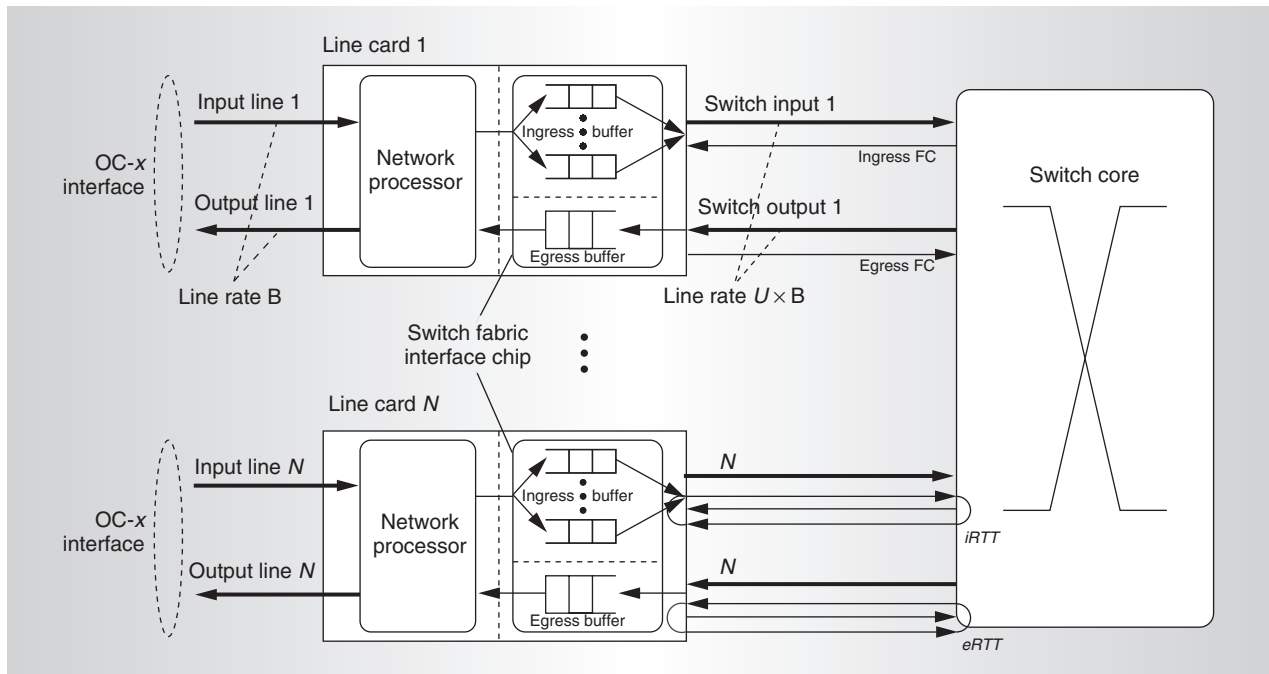 Line card 1
Input line 1
OC-x
interface
Output line 1
Line rate B
Network
processor
Ingress buffer
Egress buffer
Switch input 1
Ingress FC
Switch output 1
Egress FC
Line rate U × B
Switch core
Switch fabric
interface chip
Line card N
Input line N
OC-x
interface
Output line N
Network
processor
Ingress buffer
Egress buffer
N
iRTT
N
eRTT